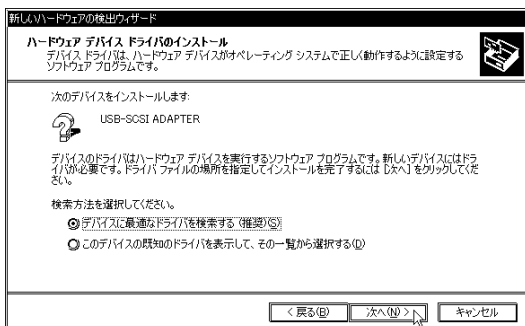 新しいハードウェアの検出ウィザード
ハードウェア デバイス ドライバのインストール
デバイス ドライバは、ハードウェア デバイスがオペレーティング システムで正しく動作するように設定する
ソフトウェア プログラムです。
次のデバイスをインストールします:
USB-SCSI ADAPTER
デバイスのドライバはハードウェア デバイスを実行するソフトウェア プログラムです。新しいデバイスにはドラ
イバが必要です。ドライバ ファイルの場所を指定してインストールを完了するには [次へ] をクリックしてくだ
さい。
検索方法を選択してください。
デバイスに最適なドライバを検索する (推奨)(S)
このデバイスの既知のドライバを表示して、その一覧から選択する(D)
< 戻る(B)
次へ(N) >
キャンセル